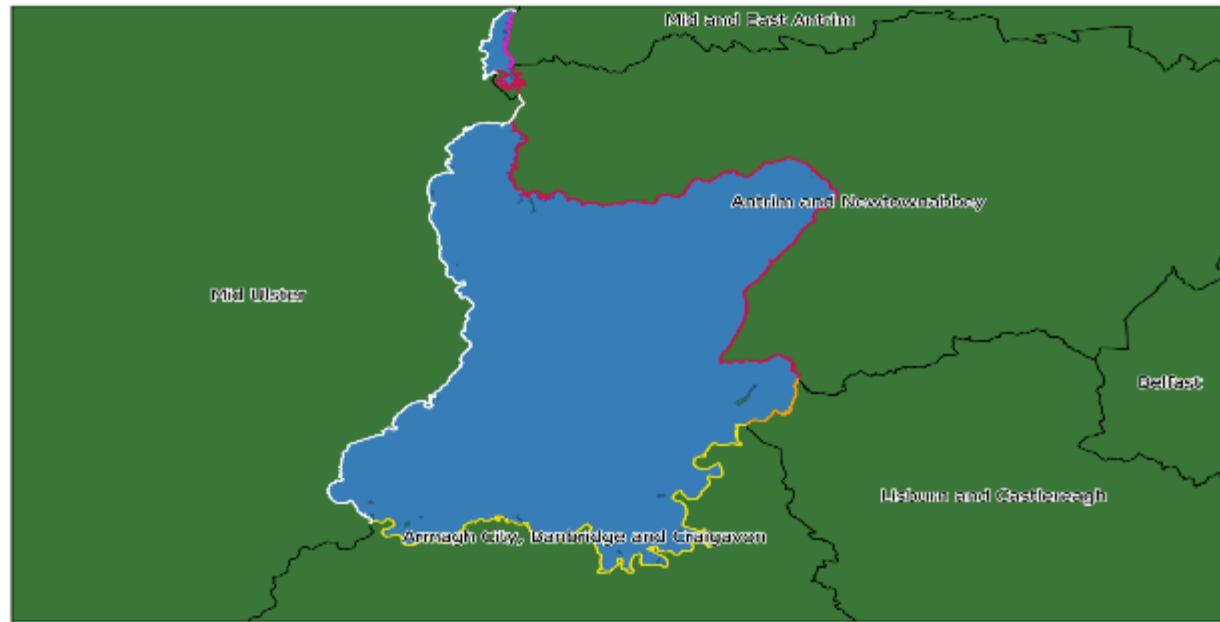 Mid and East Antrim
Antrim and Newtownabbey
Mid Ulster
Belfast
Lisburn and Castlereagh
Armagh City, Banbridge and Craigavon